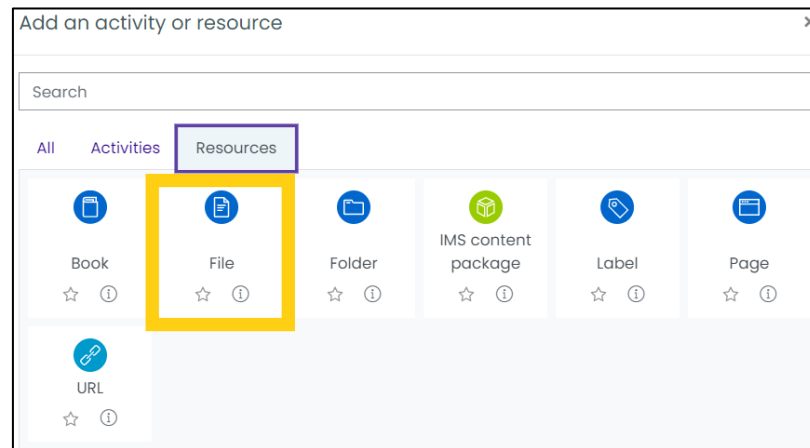 Add an activity or resource
Search
All Activities Resources
Book File Folder IMS content package Label Page
URL